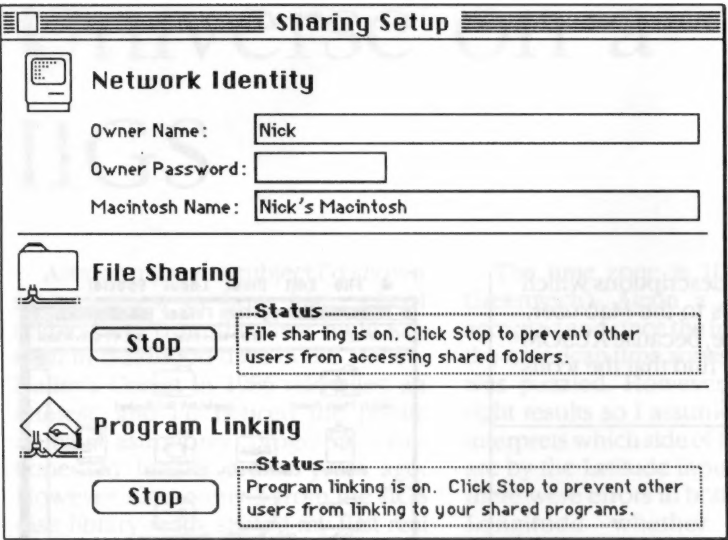 Sharing Setup
Network Identity
Owner Name: Nick
Owner Password:
Macintosh Name: Nick's Macintosh
File Sharing
Status
Stop
File sharing is on. Click Stop to prevent other
users from accessing shared folders.
Program Linking
Status
Stop
Program linking is on. Click Stop to prevent other
users from linking to your shared programs.